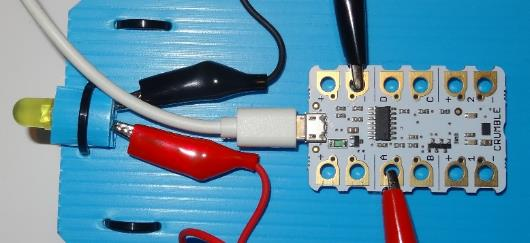 + - D C + 2 -
CRUMBLE
+ - A B 1 -